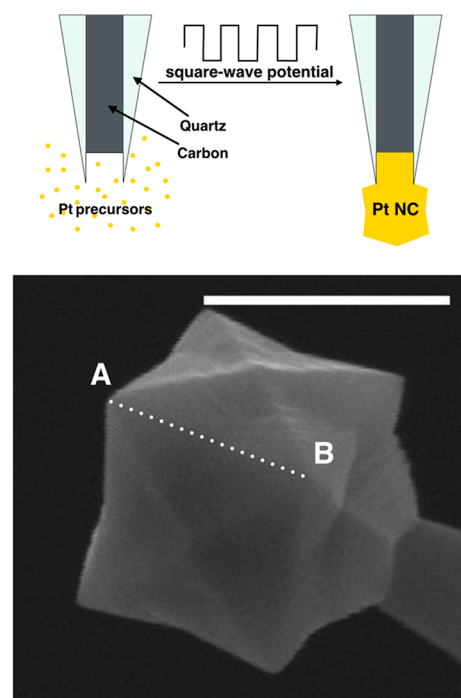 square-wave potential
Quartz
Carbon
Pt precursors
Pt NC
A
B